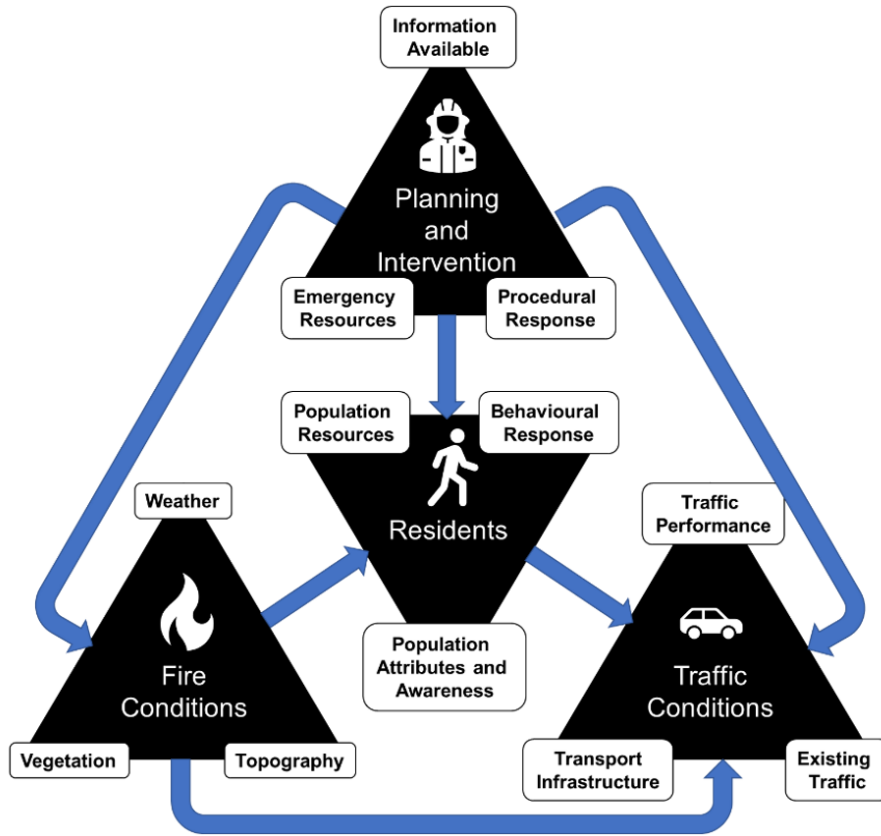 Information
Available
Planning
and
Intervention
Emergency
Resources
Procedural
Response
Population
Resources
Behavioural
Response
Residents
Weather
Traffic
Performance
Population
Attributes and
Awareness
Fire
Conditions
Traffic
Conditions
Vegetation
Topography
Transport
Infrastructure
Existing
Traffic